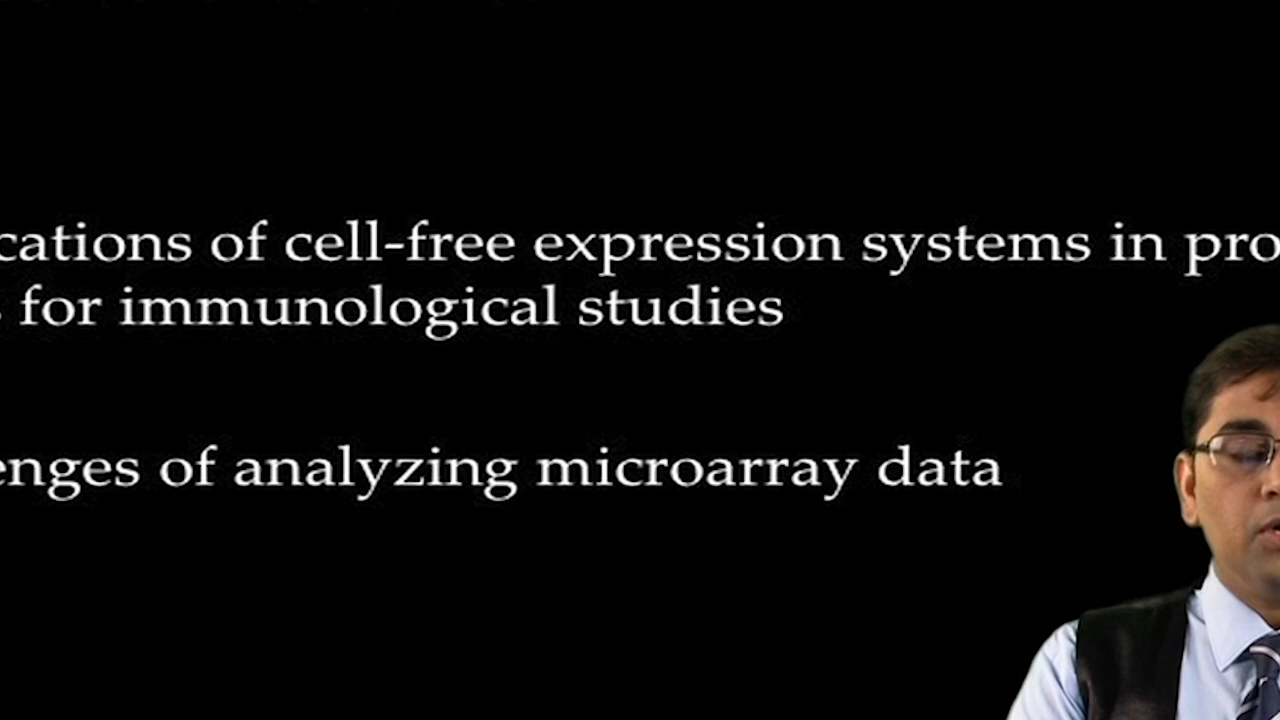 cations of cell-free expression systems in pro
for immunological studies
enges of analyzing microarray data